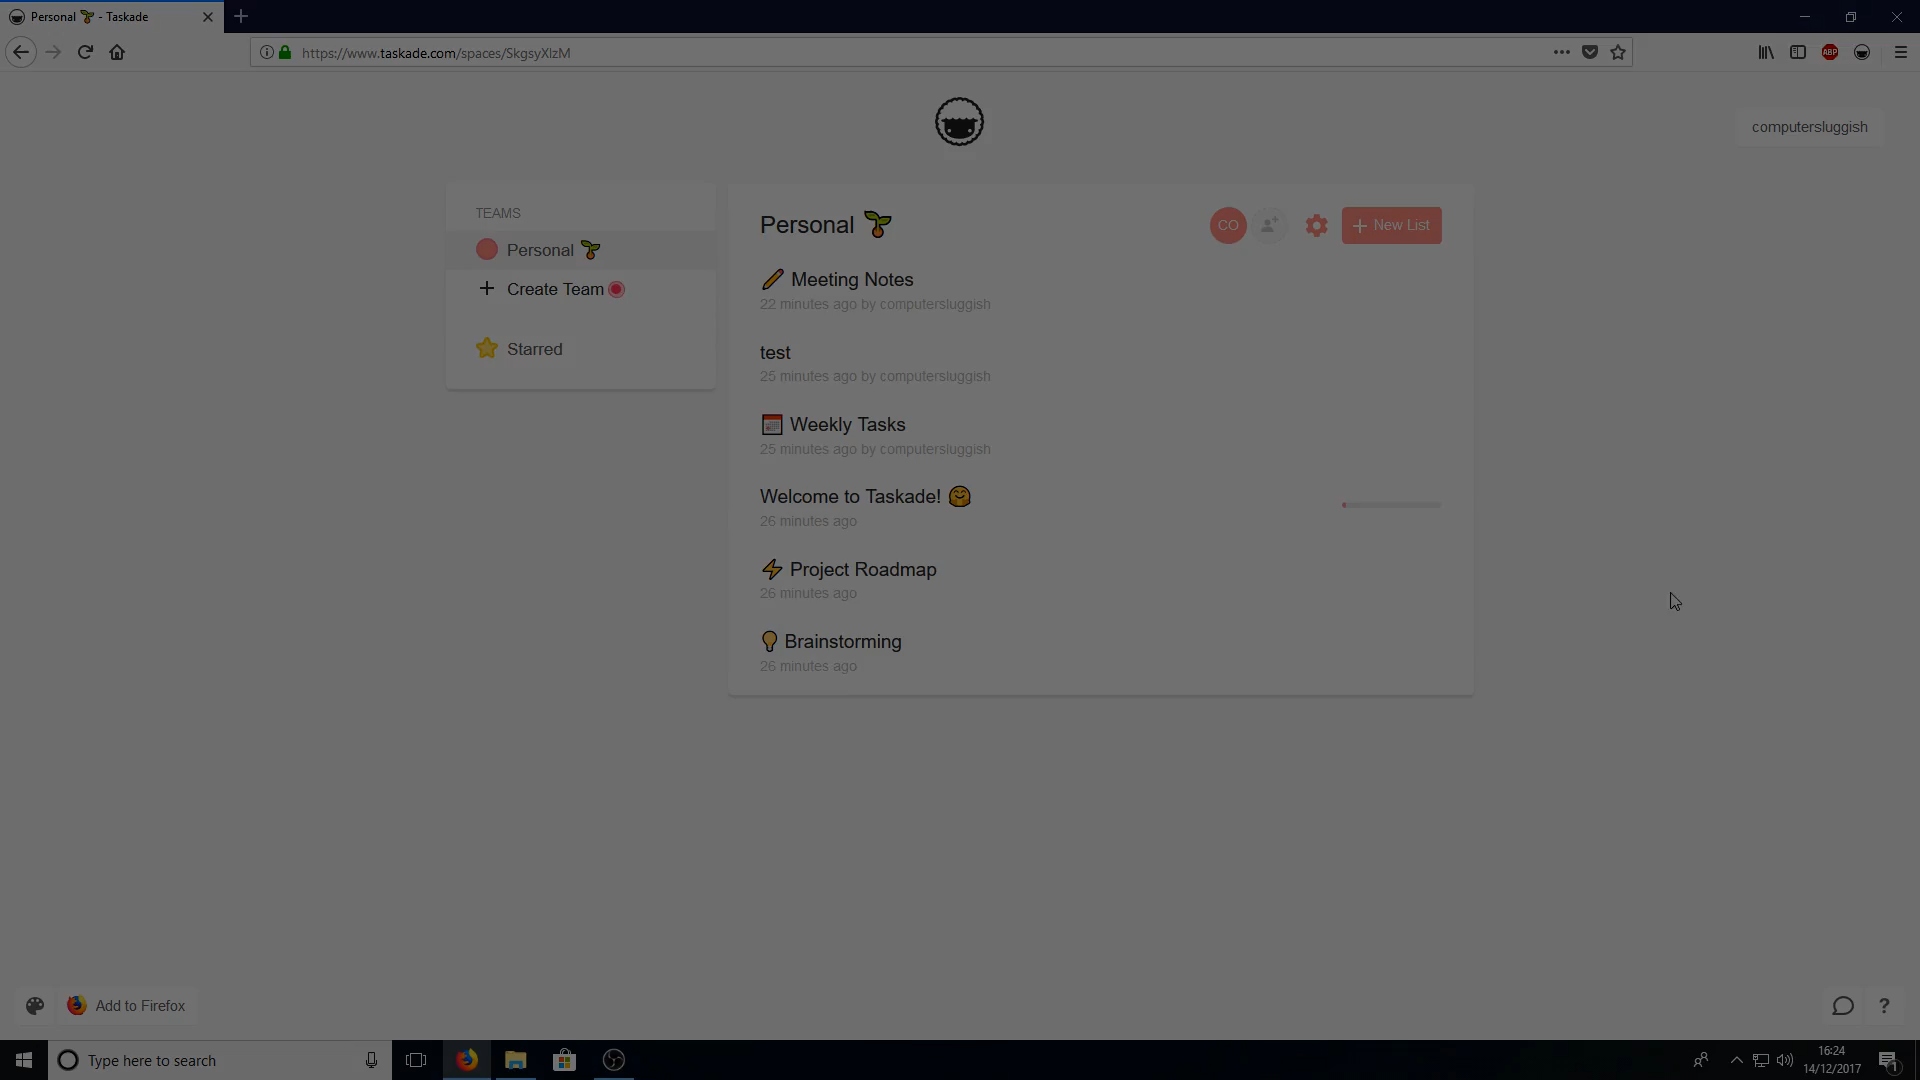 Personal - Taskade
https://www.taskade.com/spaces/SkgsyXlzM
ABP
computersluggish
TEAMS
Personal
Create Team
Starred
Personal
CO
New List
Meeting Notes
22 minutes ago by computersluggish
test
25 minutes ago by computersluggish
Weekly Tasks
25 minutes ago by computersluggish
Welcome to Taskade!
26 minutes ago
Project Roadmap
26 minutes ago
Brainstorming
26 minutes ago
Add to Firefox
?
Type here to search
16:24
14/12/2017
1